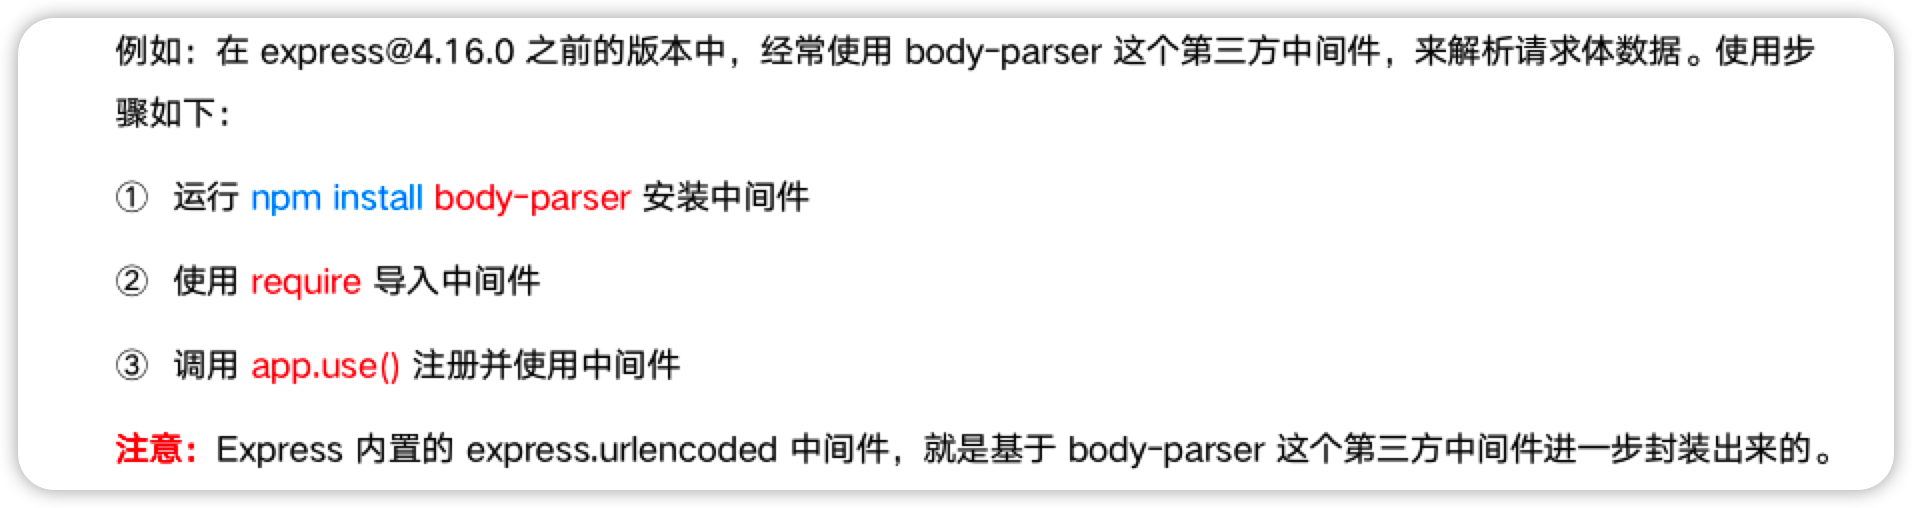 例如：在 express@4.16.0 之前的版本中，经常使用 body-parser 这个第三方中间件，来解析请求体数据。使用步
骤如下：
① 运行 npm install body-parser 安装中间件
② 使用 require 导入中间件
③ 调用 app.use() 注册并使用中间件
注意：Express 内置的 express.urlencoded 中间件，就是基于 body-parser 这个第三方中间件进一步封装出来的。